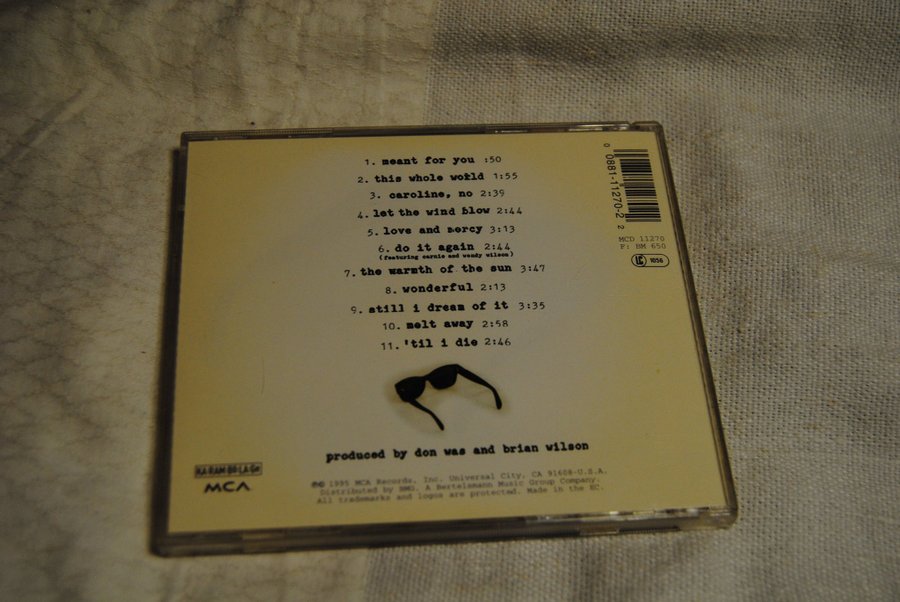 1. meant for you :50
2. this whole world 1:55
3. caroline, no 2:39
4. let the wind blow 2:44
5. love and mercy 3:13
6. do it again 2:44
(featuring carnie and wendy wilson)
7. the warmth of the sun 3:47
8. wonderful 2:13
9. still i dream of it 3:35
10. melt away 2:58
11. 'til i die 2:46
produced by don was and brian wilson
KARAMBOLAGE
MCA
℗© 1995 MCA Records, Inc. Universal City, CA 91608-U.S.A.
Distributed by BMG. A Bertelsmann Music Group Company.
All trademarks and logos are protected. Made in the EC.
0 0881-11270-2 2
MCD 11270
F: BM 650
LC 1056